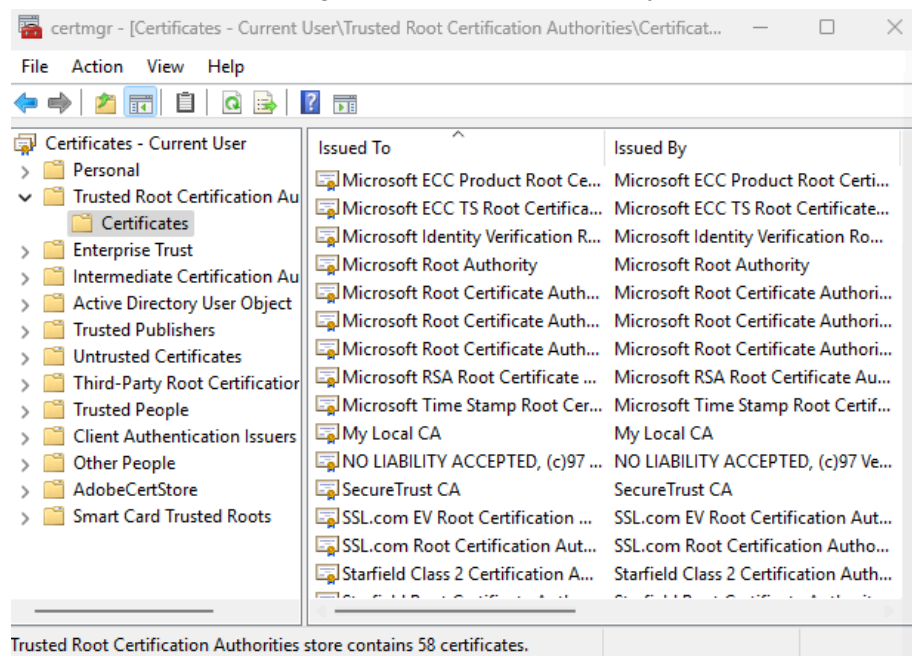 certmgr - [Certificates - Current User\Trusted Root Certification Authorities\Certificat...
File Action View Help
Certificates - Current User
Personal
Trusted Root Certification Au
Certificates
Enterprise Trust
Intermediate Certification Au
Active Directory User Object
Trusted Publishers
Untrusted Certificates
Third-Party Root Certification
Trusted People
Client Authentication Issuers
Other People
AdobeCertStore
Smart Card Trusted Roots
Issued To Issued By
Microsoft ECC Product Root Ce... Microsoft ECC Product Root Certi...
Microsoft ECC TS Root Certifica... Microsoft ECC TS Root Certificate...
Microsoft Identity Verification R... Microsoft Identity Verification Ro...
Microsoft Root Authority Microsoft Root Authority
Microsoft Root Certificate Auth... Microsoft Root Certificate Authori...
Microsoft Root Certificate Auth... Microsoft Root Certificate Authori...
Microsoft Root Certificate Auth... Microsoft Root Certificate Authori...
Microsoft RSA Root Certificate ... Microsoft RSA Root Certificate Au...
Microsoft Time Stamp Root Cer... Microsoft Time Stamp Root Certif...
My Local CA My Local CA
NO LIABILITY ACCEPTED, (c)97 ... NO LIABILITY ACCEPTED, (c)97 Ve...
SecureTrust CA SecureTrust CA
SSL.com EV Root Certification ... SSL.com EV Root Certification Aut...
SSL.com Root Certification Aut... SSL.com Root Certification Autho...
Starfield Class 2 Certification A... Starfield Class 2 Certification Auth...
Trusted Root Certification Authorities store contains 58 certificates.